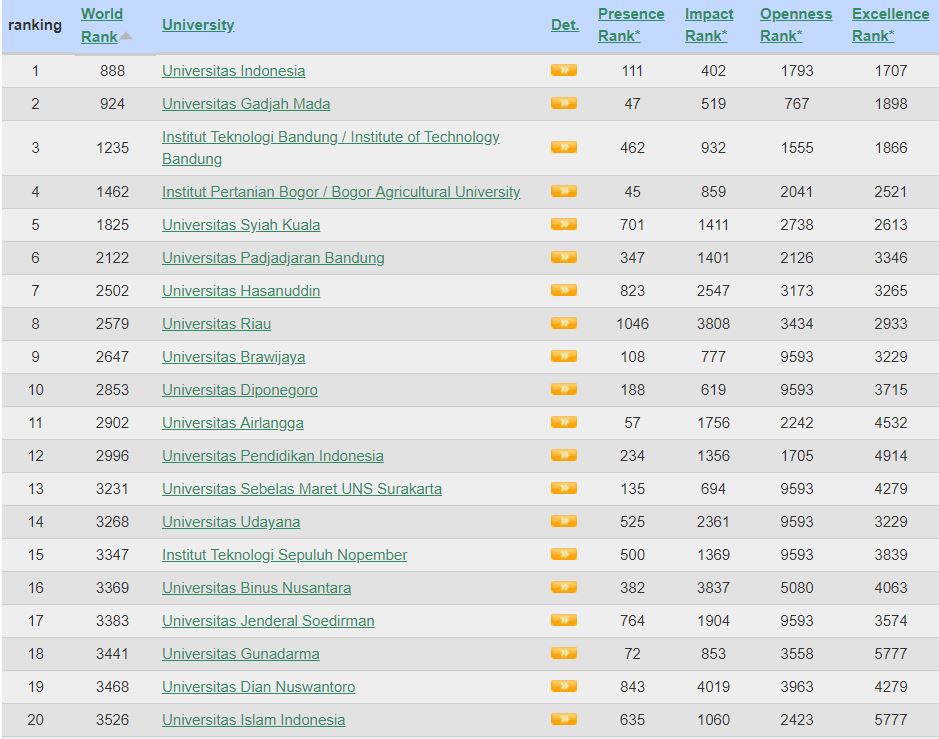 ranking World Rank University Det. Presence Rank* Impact Rank* Openness Rank* Excellence Rank*
1 888 Universitas Indonesia 111 402 1793 1707
2 924 Universitas Gadjah Mada 47 519 767 1898
3 1235 Institut Teknologi Bandung / Institute of Technology Bandung 462 932 1555 1866
4 1462 Institut Pertanian Bogor / Bogor Agricultural University 45 859 2041 2521
5 1825 Universitas Syiah Kuala 701 1411 2738 2613
6 2122 Universitas Padjadjaran Bandung 347 1401 2126 3346
7 2502 Universitas Hasanuddin 823 2547 3173 3265
8 2579 Universitas Riau 1046 3808 3434 2933
9 2647 Universitas Brawijaya 108 777 9593 3229
10 2853 Universitas Diponegoro 188 619 9593 3715
11 2902 Universitas Airlangga 57 1756 2242 4532
12 2996 Universitas Pendidikan Indonesia 234 1356 1705 4914
13 3231 Universitas Sebelas Maret UNS Surakarta 135 694 9593 4279
14 3268 Universitas Udayana 525 2361 9593 3229
15 3347 Institut Teknologi Sepuluh Nopember 500 1369 9593 3839
16 3369 Universitas Binus Nusantara 382 3837 5080 4063
17 3383 Universitas Jenderal Soedirman 764 1904 9593 3574
18 3441 Universitas Gunadarma 72 853 3558 5777
19 3468 Universitas Dian Nuswantoro 843 4019 3963 4279
20 3526 Universitas Islam Indonesia 635 1060 2423 5777